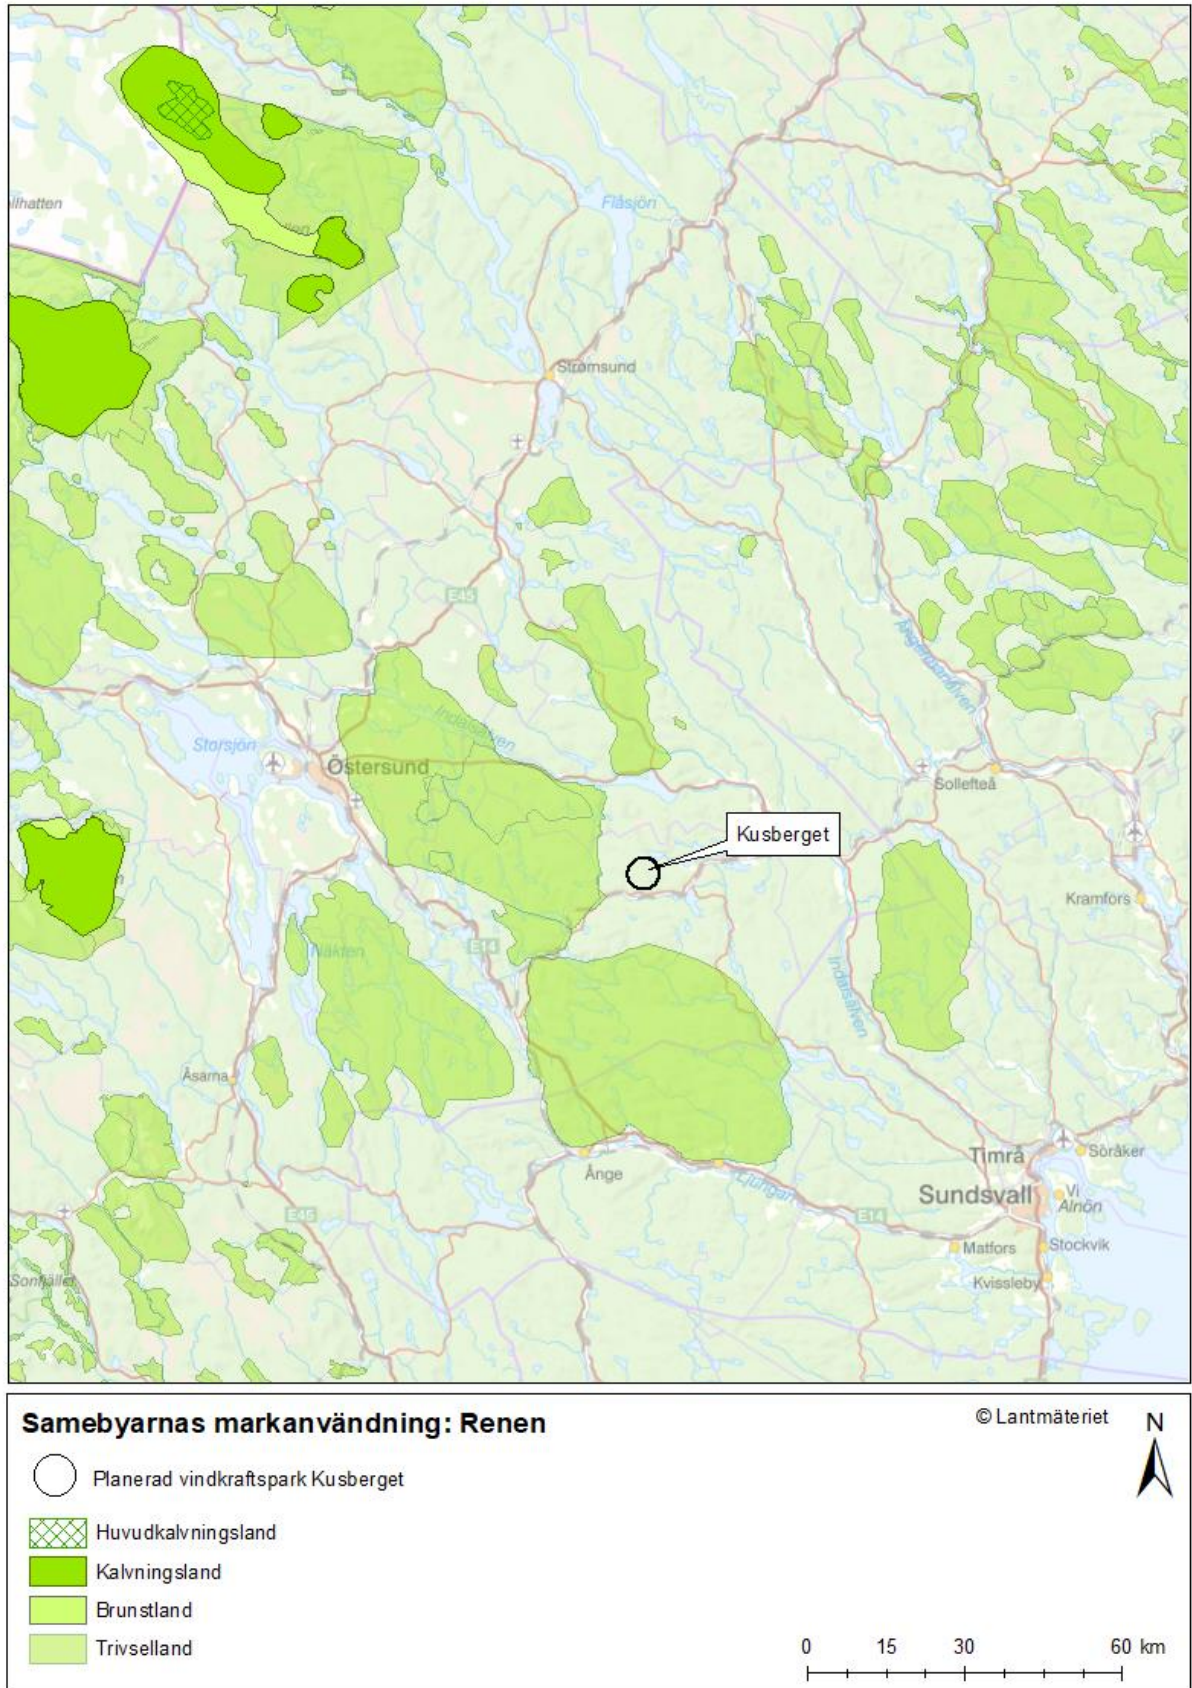 Flåsjön
Strömsund
E45
Ångermanälven
Indalsälven
Storsjön
Östersund
Sollefteå
Kusberget
Kramfors
Näkten
E14
Indalsälven
Åsarna
Timrå
Söråker
Ånge
Sundsvall
Vi
Alnön
Ljungan
E45
E14
Matfors
Stockvik
Kvissleby
Samebyarnas markanvändning: Renen
© Lantmäteriet
N
Planerad vindkraftspark Kusberget
Huvudkalvningsland
Kalvningsland
Brunstland
Trivselland
0 15 30 60 km